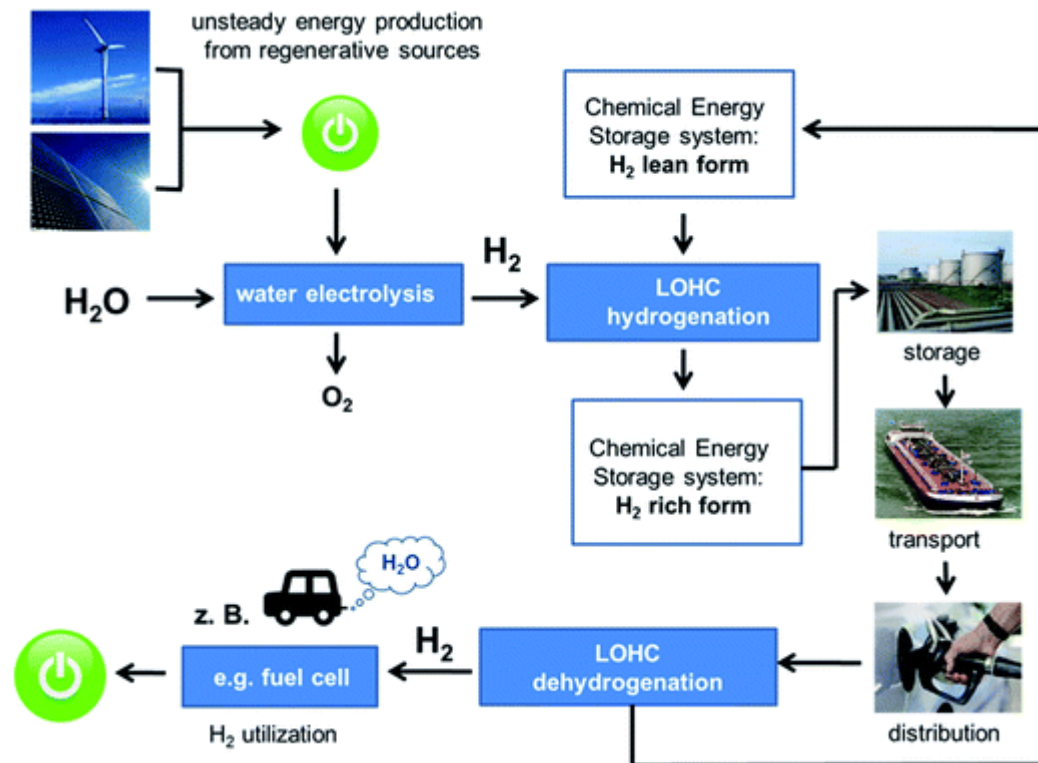 unsteady energy production
from regenerative sources
Chemical Energy
Storage system:
H₂ lean form
H₂O
water electrolysis
H₂
LOHC
hydrogenation
O₂
storage
Chemical Energy
Storage system:
H₂ rich form
transport
H₂O
z. B.
e.g. fuel cell
H₂
LOHC
dehydrogenation
H₂ utilization
distribution